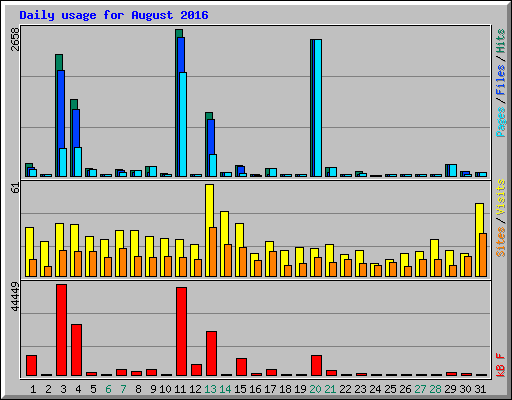 Daily usage for August 2016
2658
Pages / Files / Hits
61
Sites / Visits
44449
kB F
1 2 3 4 5 6 7 8 9 10 11 12 13 14 15 16 17 18 19 20 21 22 23 24 25 26 27 28 29 30 31